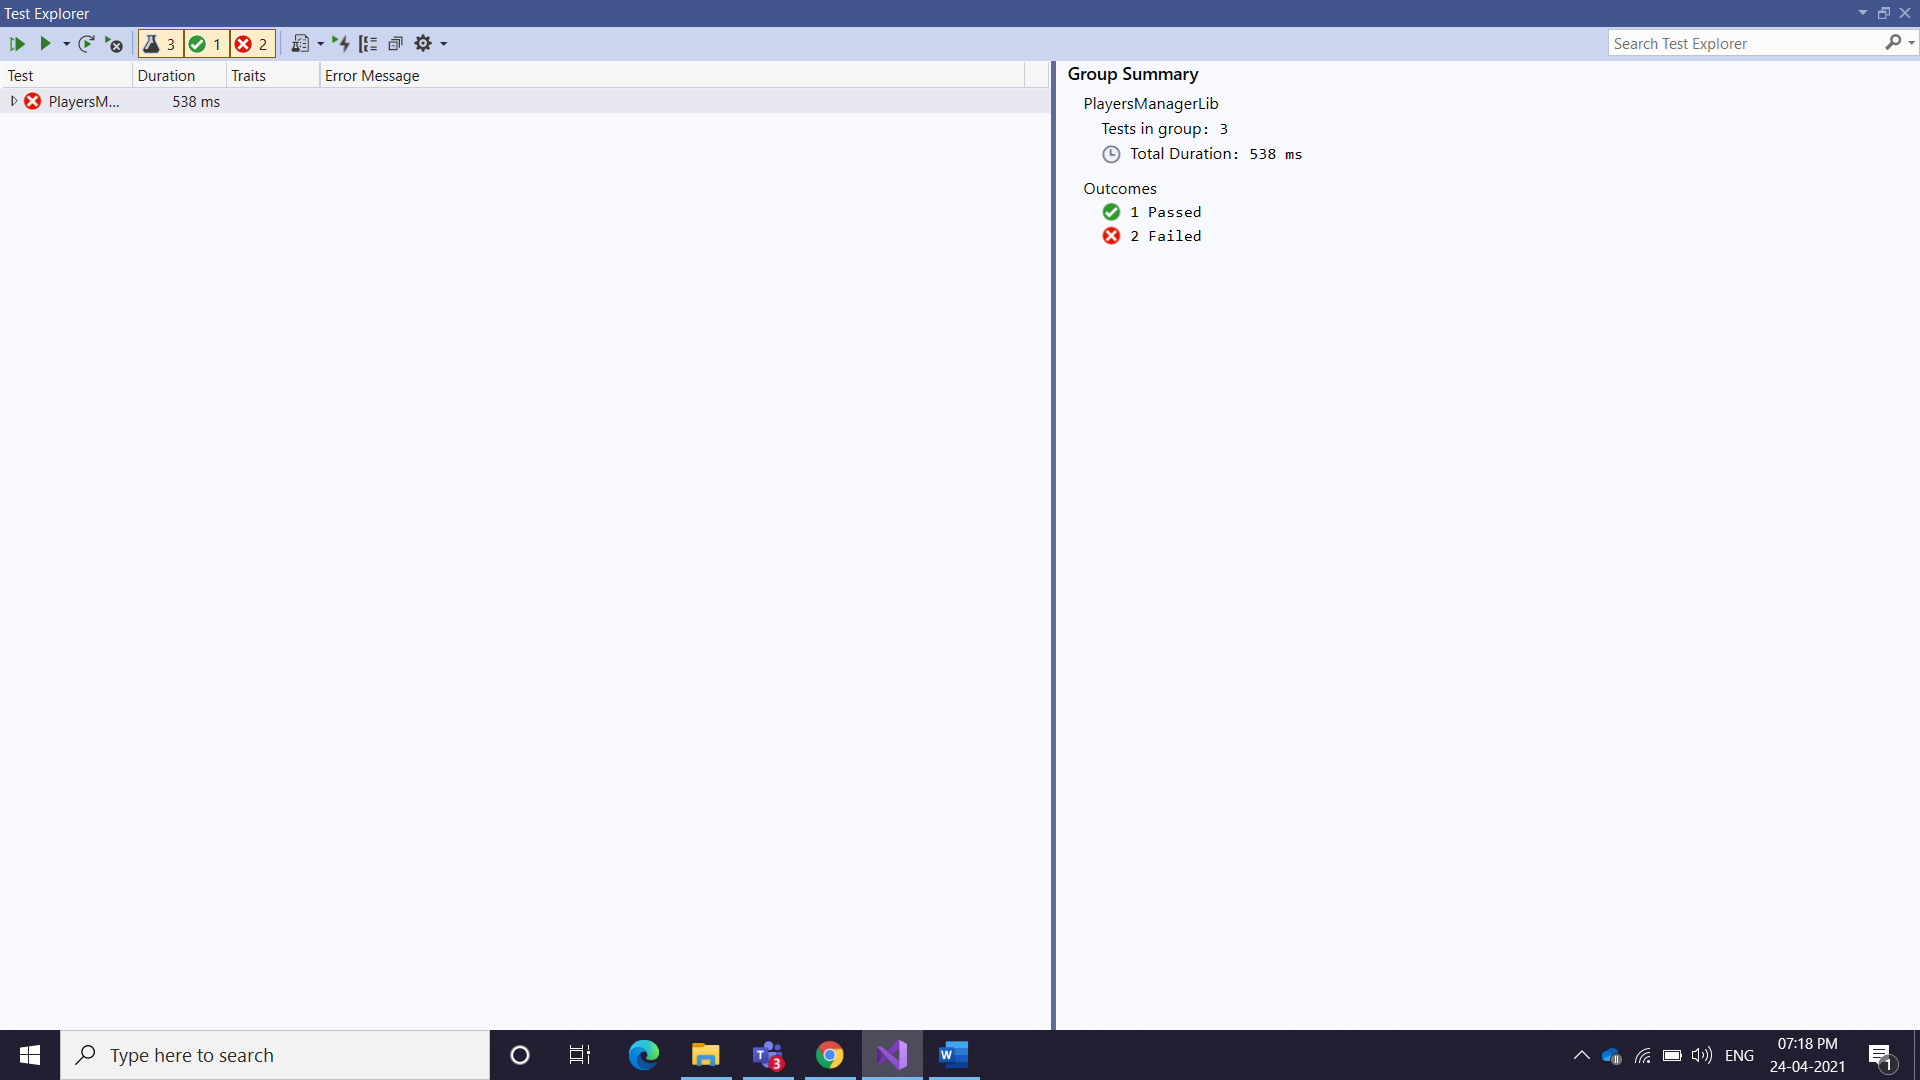 Test Explorer
3 1 2
Search Test Explorer
Test Duration Traits Error Message
PlayersM... 538 ms
Group Summary
PlayersManagerLib
Tests in group: 3
Total Duration: 538 ms
Outcomes
1 Passed
2 Failed
Type here to search
T 3
W
ENG
07:18 PM
24-04-2021
1